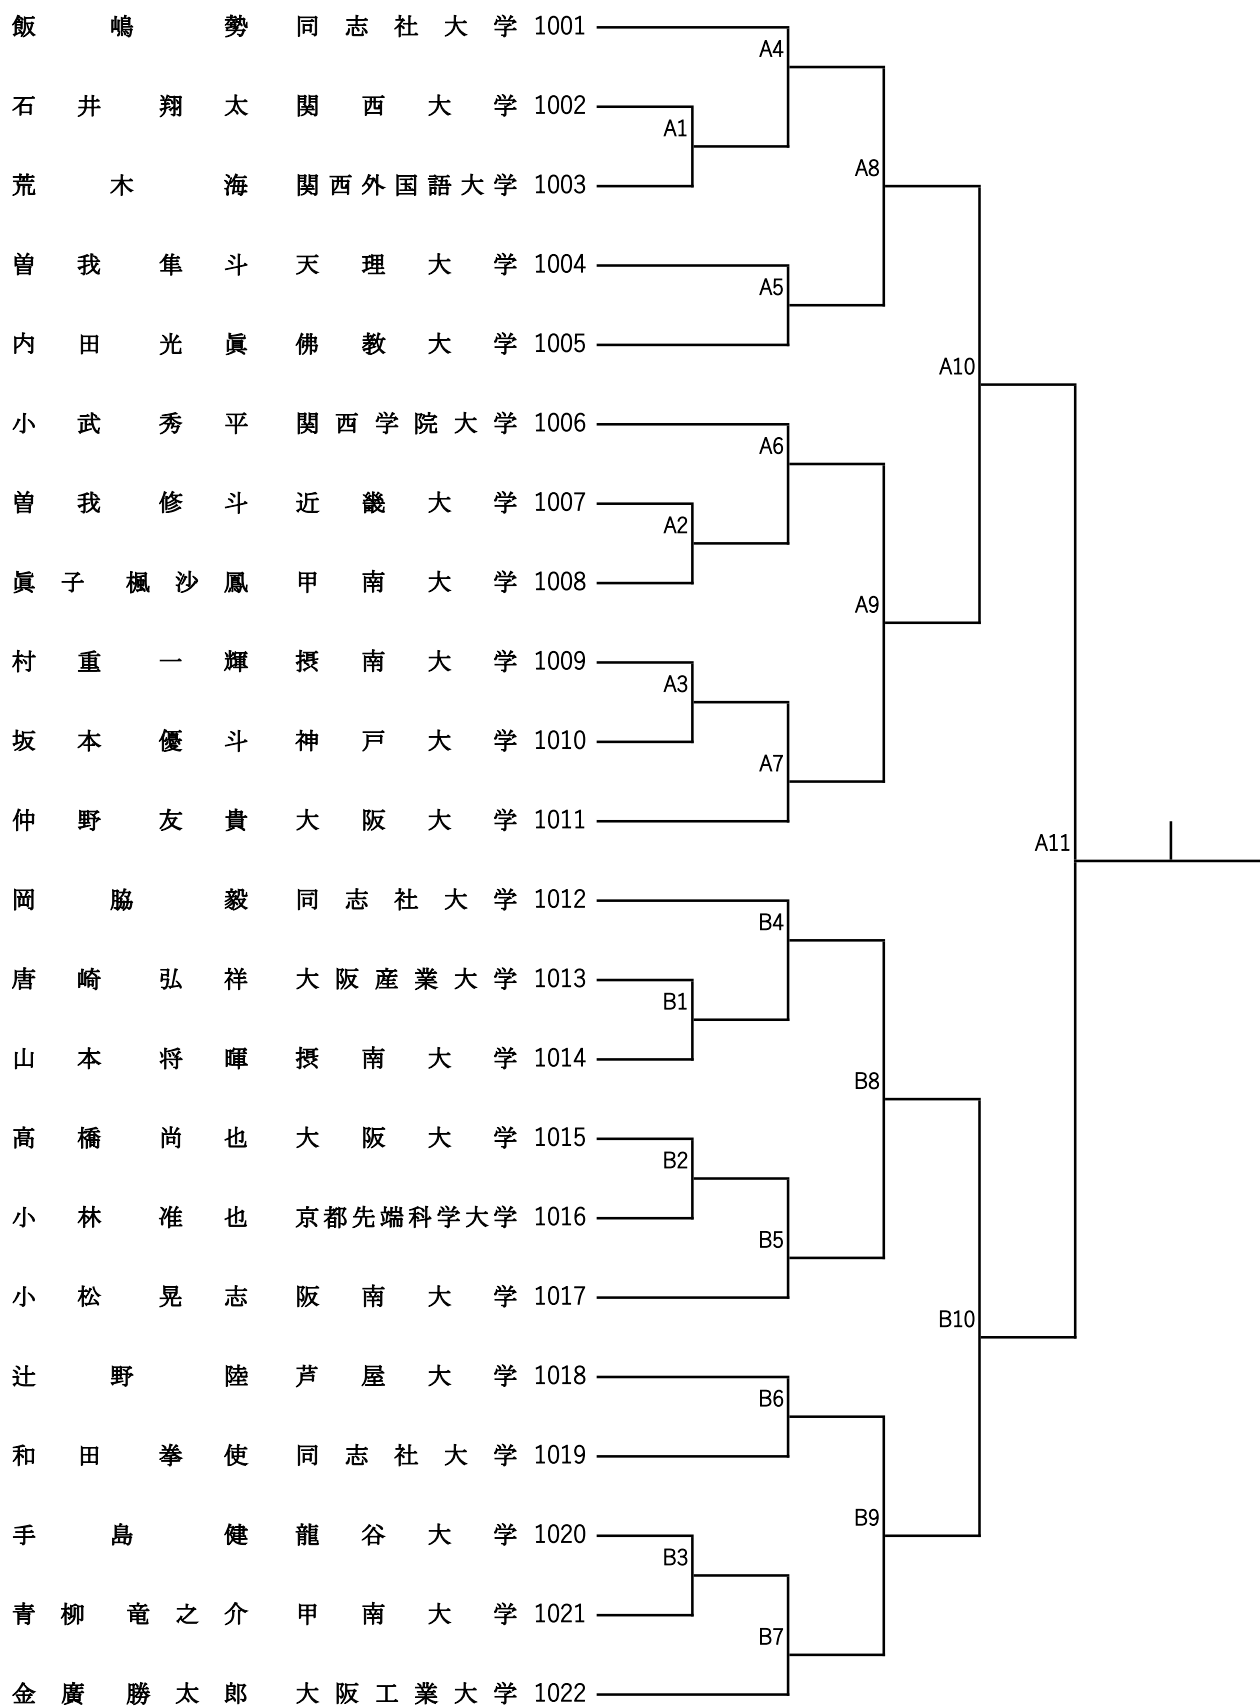 飯嶋勢 同志社大学 1001
A4
石井翔太 関西大学 1002
A1
荒木海 関西外国語大学 1003
A8
曽我隼斗 天理大学 1004
A5
内田光眞 佛教大学 1005
A10
小武秀平 関西学院大学 1006
A6
曽我修斗 近畿大学 1007
A2
眞子楓沙鳳 甲南大学 1008
A9
村重一輝 摂南大学 1009
A3
坂本優斗 神戸大学 1010
A7
仲野友貴 大阪大学 1011
A11
岡脇毅 同志社大学 1012
B4
唐崎弘祥 大阪産業大学 1013
B1
山本将暉 摂南大学 1014
B8
髙橋尚也 大阪大学 1015
B2
小林准也 京都先端科学大学 1016
B5
小松晃志 阪南大学 1017
B10
辻野陸 芦屋大学 1018
B6
和田拳使 同志社大学 1019
B9
手島健 龍谷大学 1020
B3
青柳竜之介 甲南大学 1021
B7
金廣勝太郎 大阪工業大学 1022